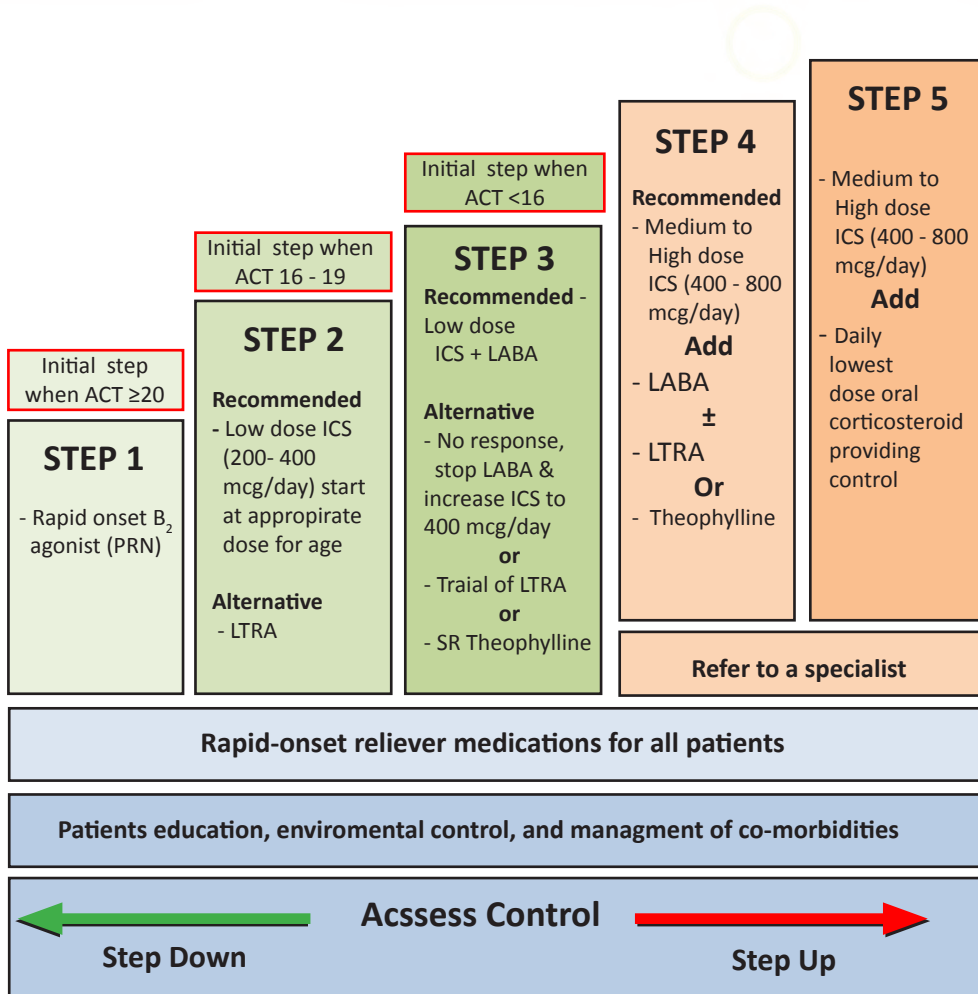 Initial step
when ACT ≥20
STEP 1
- Rapid onset B₂
agonist (PRN)
Initial step when
ACT 16 - 19
STEP 2
Recommended
- Low dose ICS
(200- 400
mcg/day) start
at appropirate
dose for age
Alternative
- LTRA
Initial step when
ACT <16
STEP 3
Recommended -
Low dose
ICS + LABA
Alternative
- No response,
stop LABA &
increase ICS to
400 mcg/day
or
- Traial of LTRA
or
- SR Theophylline
STEP 4
Recommended
- Medium to
High dose
ICS (400 - 800
mcg/day)
Add
- LABA
±
- LTRA
Or
- Theophylline
STEP 5
- Medium to
High dose
ICS (400 - 800
mcg/day)
Add
- Daily
lowest
dose oral
corticosteroid
providing
control
Refer to a specialist
Rapid-onset reliever medications for all patients
Patients education, enviromental control, and managment of co-morbidities
Acssess Control
Step Down
Step Up